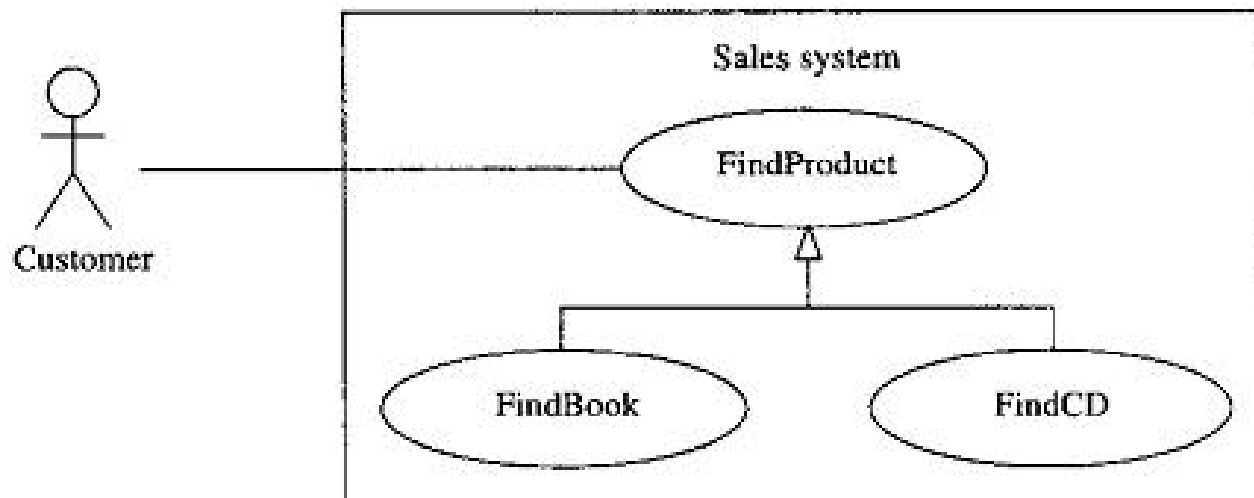 Sales system
FindProduct
Customer
FindBook
FindCD